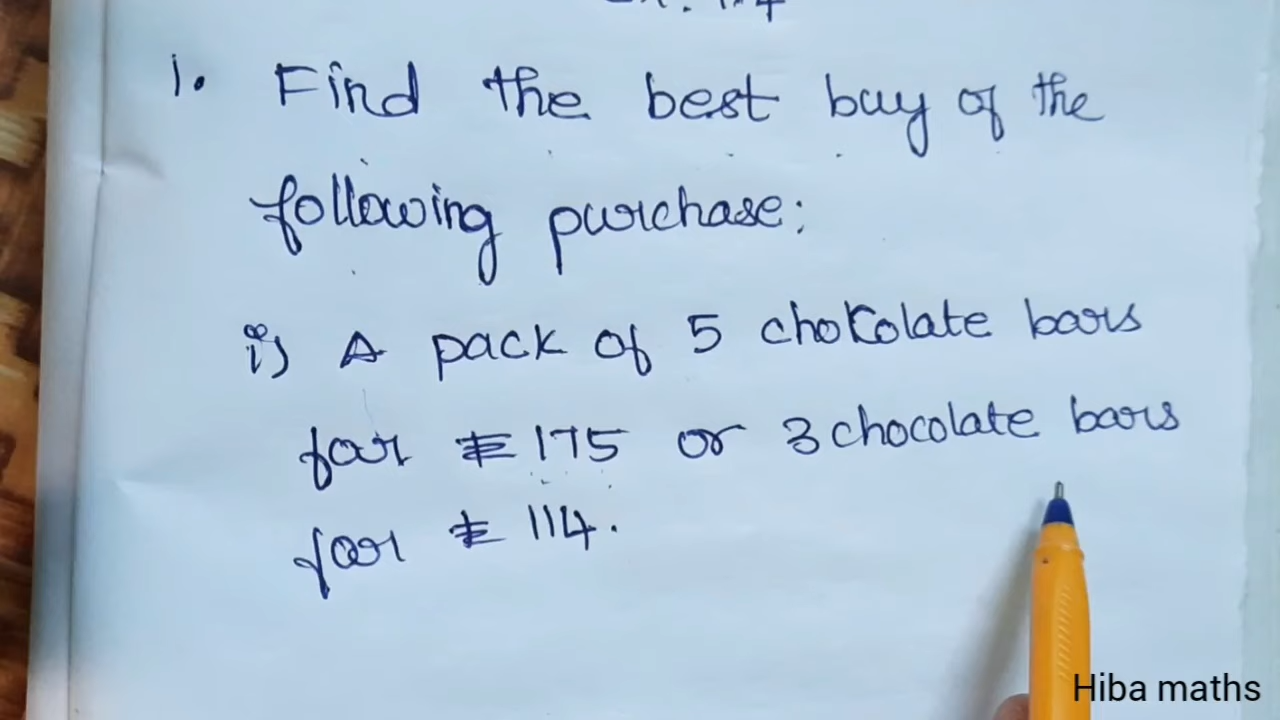 1. Find the best buy of the
following purchase:
i) A pack of 5 chokolate bars
for ₹ 175 or 3 chocolate bars
for ₹ 114.
Hiba maths